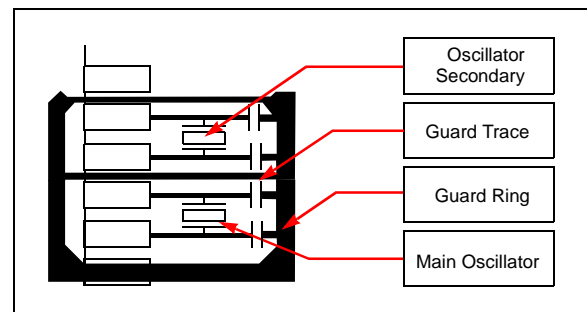 Oscillator
Secondary
Guard Trace
Guard Ring
Main Oscillator